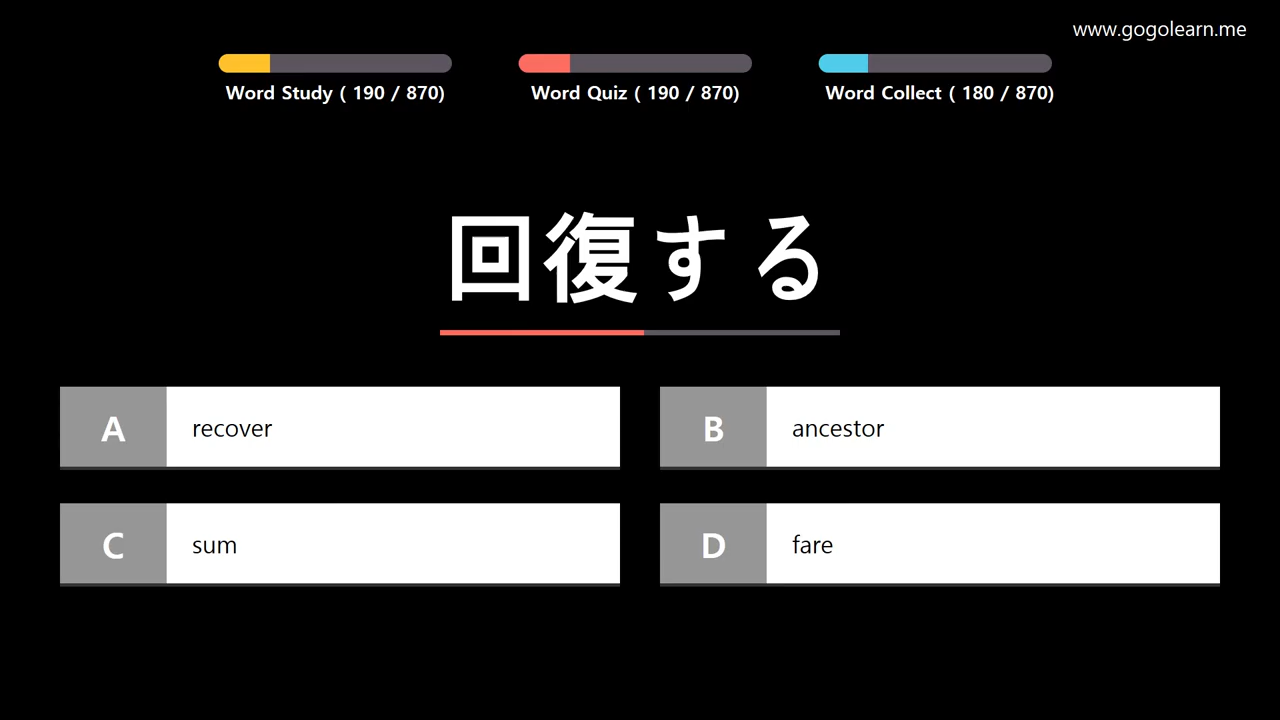 www.gogolearn.me
Word Study ( 190 / 870)
Word Quiz ( 190 / 870)
Word Collect ( 180 / 870)
回復する
A recover
B ancestor
C sum
D fare